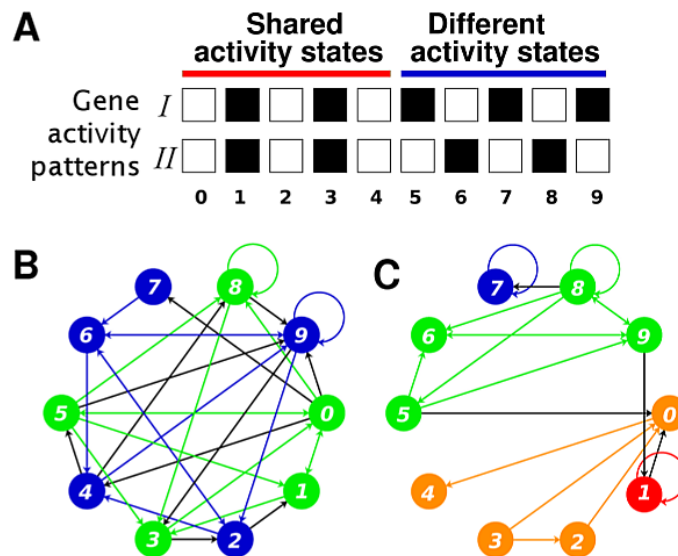 A
Shared activity states
Different activity states
Gene activity patterns
I
II
0 1 2 3 4 5 6 7 8 9
B
8
7
9
6
5
0
4
1
3
2
C
7
8
6
9
5
0
4
1
3
2